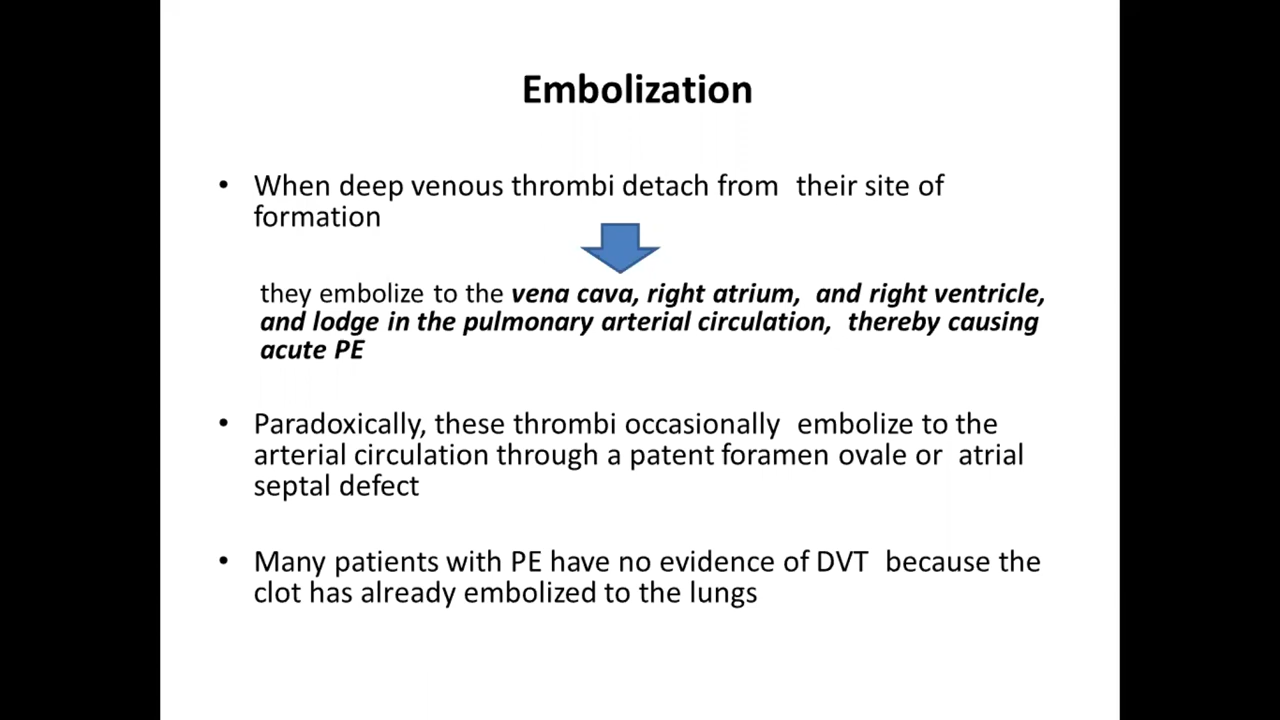 Embolization
• When deep venous thrombi detach from their site of
formation
they embolize to the vena cava, right atrium, and right ventricle,
and lodge in the pulmonary arterial circulation, thereby causing
acute PE
• Paradoxically, these thrombi occasionally embolize to the
arterial circulation through a patent foramen ovale or atrial
septal defect
• Many patients with PE have no evidence of DVT because the
clot has already embolized to the lungs